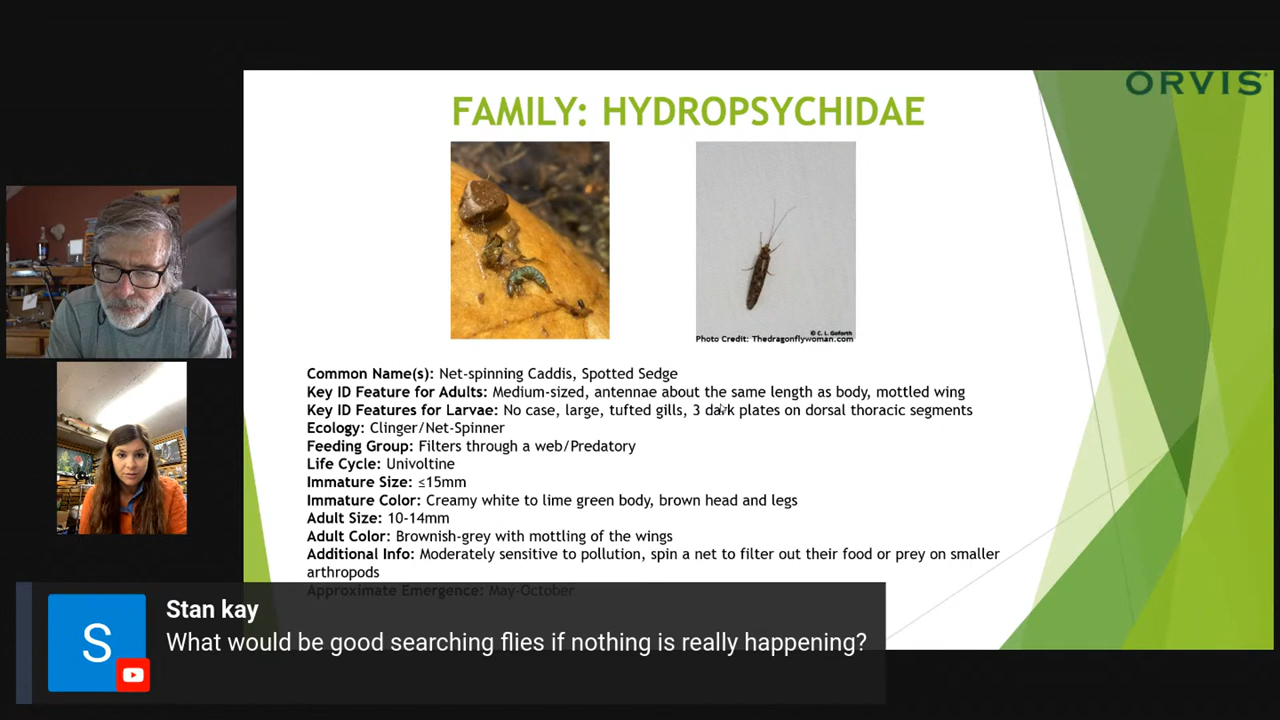 ORVIS
FAMILY: HYDROPSYCHIDAE
© C. L. Goforth
Photo Credit: Thedragonflywoman.com
Common Name(s): Net-spinning Caddis, Spotted Sedge
Key ID Feature for Adults: Medium-sized, antennae about the same length as body, mottled wing
Key ID Features for Larvae: No case, large, tufted gills, 3 dark plates on dorsal thoracic segments
Ecology: Clinger/Net-Spinner
Feeding Group: Filters through a web/Predatory
Life Cycle: Univoltine
Immature Size: ≤15mm
Immature Color: Creamy white to lime green body, brown head and legs
Adult Size: 10-14mm
Adult Color: Brownish-grey with mottling of the wings
Additional Info: Moderately sensitive to pollution, spin a net to filter out their food or prey on smaller
arthropods
Approximate Emergence: May-October
S
Stan kay
What would be good searching flies if nothing is really happening?